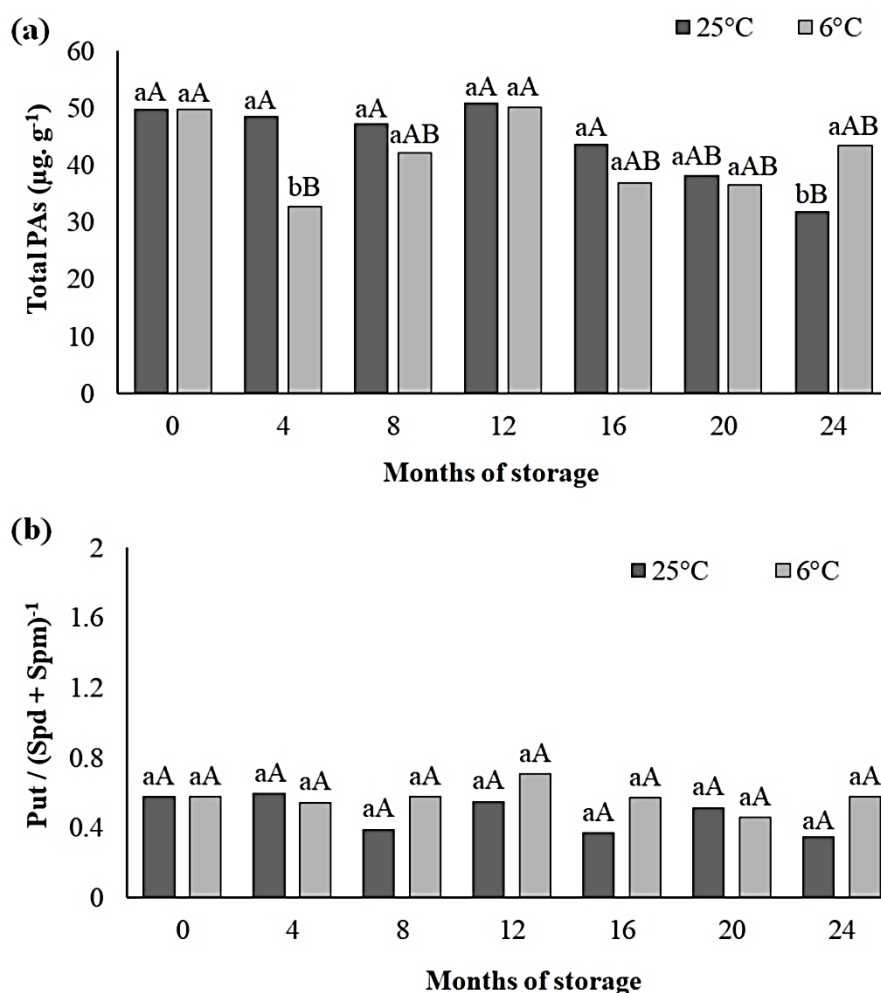 (a)
25°C 6°C
Total PAs (µg. g⁻¹)
60
50
40
30
20
10
0
aA aA aA bB aA aAB aA aA aA aAB aAB aAB bB aAB
0 4 8 12 16 20 24
Months of storage
(b)
25°C 6°C
Put / (Spd + Spm)⁻¹
2
1.6
1.2
0.8
0.4
0
aA aA aA aA aA aA aA aA aA aA aA aA aA aA
0 4 8 12 16 20 24
Months of storage